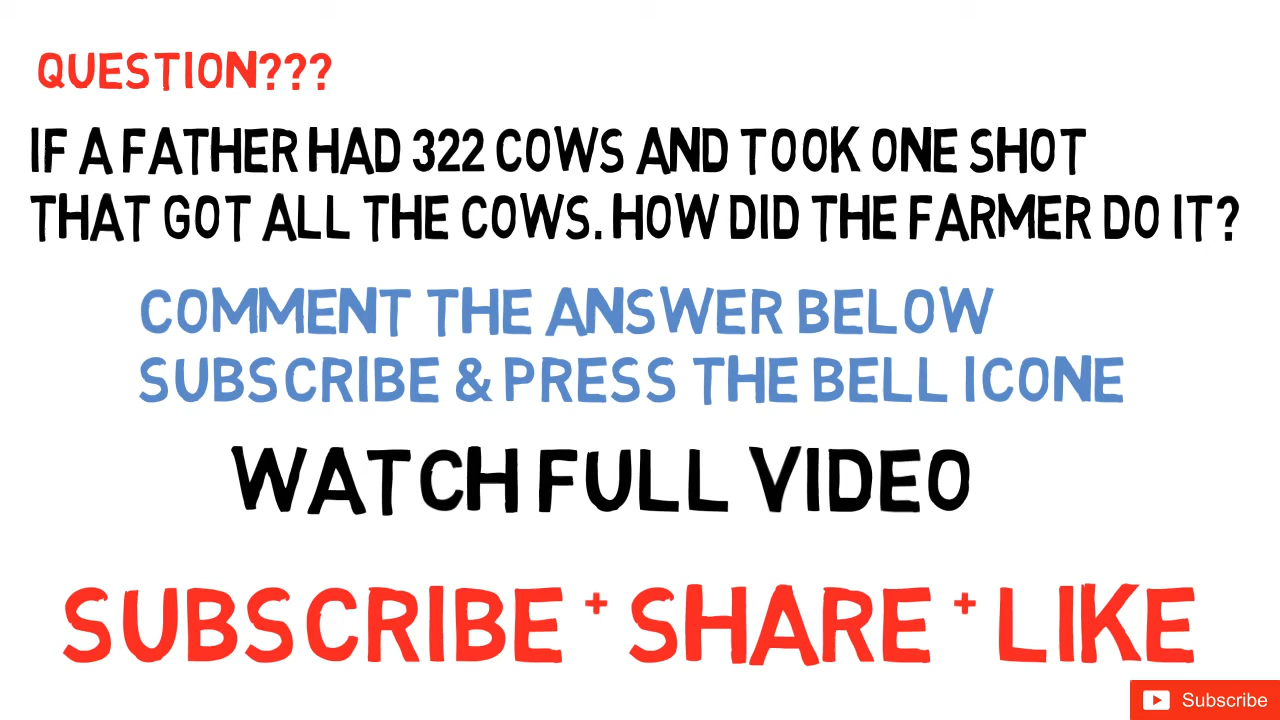 QUESTION???
IF A FATHER HAD 322 COWS AND TOOK ONE SHOT
THAT GOT ALL THE COWS. HOW DID THE FARMER DO IT?
COMMENT THE ANSWER BELOW
SUBSCRIBE & PRESS THE BELL ICONE
WATCH FULL VIDEO
SUBSCRIBE + SHARE + LIKE
Subscribe